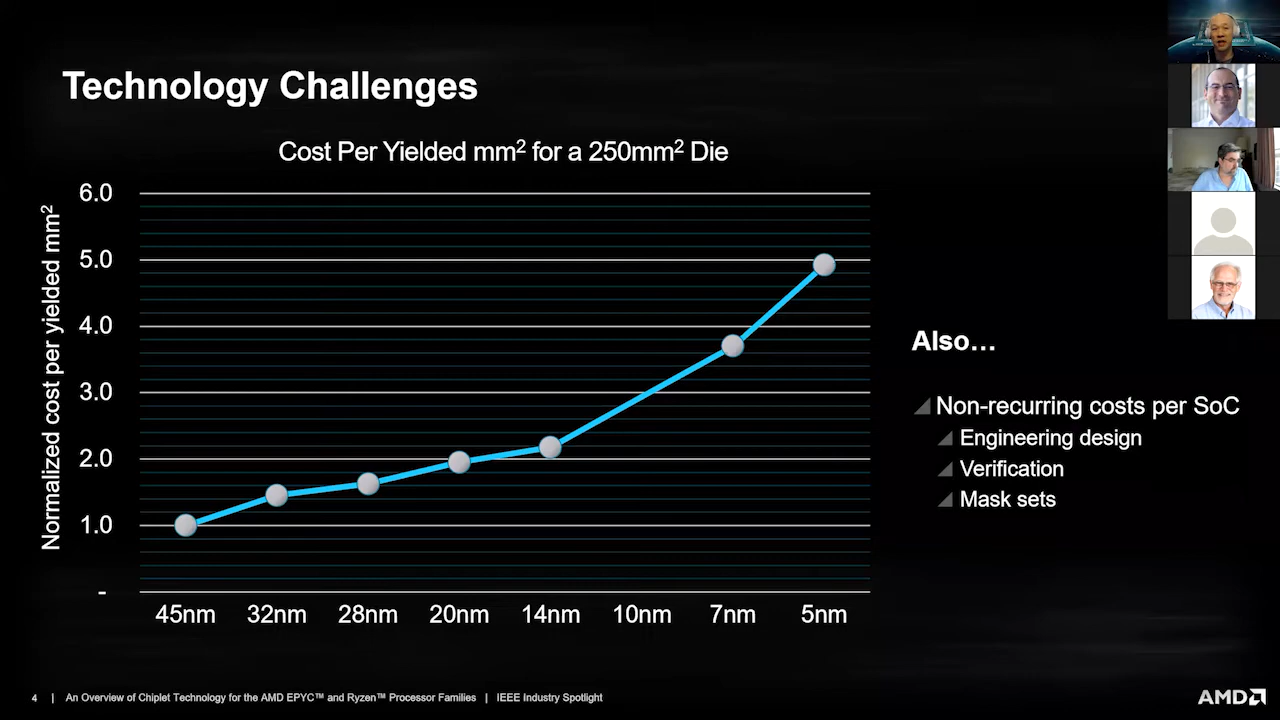 Technology Challenges
Cost Per Yielded mm² for a 250mm² Die
Normalized cost per yielded mm²
6.0
5.0
4.0
3.0
2.0
1.0
-
45nm 32nm 28nm 20nm 14nm 10nm 7nm 5nm
Also…
Non-recurring costs per SoC
Engineering design
Verification
Mask sets
4 | An Overview of Chiplet Technology for the AMD EPYC™ and Ryzen™ Processor Families | IEEE Industry Spotlight
AMD